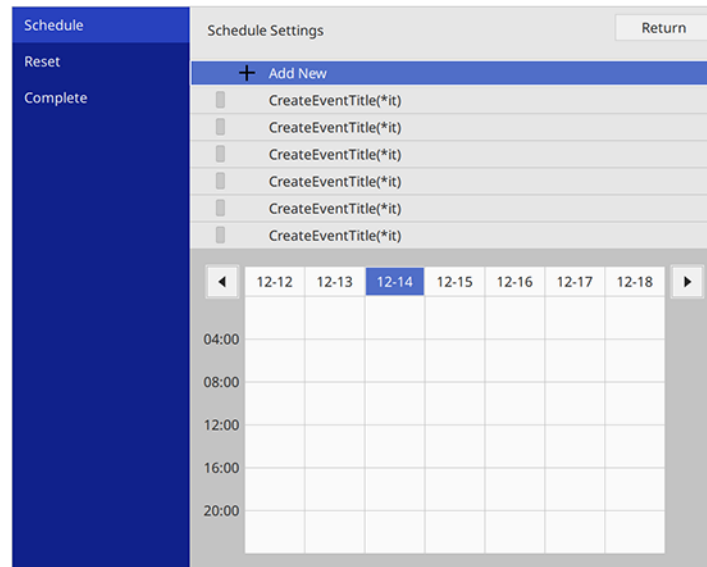 Schedule
Reset
Complete
Schedule Settings
Return
+ Add New
CreateEventTitle(*it)
CreateEventTitle(*it)
CreateEventTitle(*it)
CreateEventTitle(*it)
CreateEventTitle(*it)
CreateEventTitle(*it)
12-12 12-13 12-14 12-15 12-16 12-17 12-18
04:00
08:00
12:00
16:00
20:00